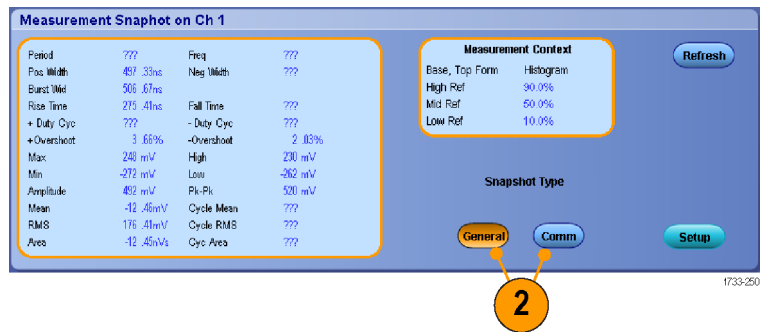 Measurement Snaphot on Ch 1
Period ??? Freq ???
Pos Width 497 .33ns Neg Width ???
Burst Wid 506 .67ns
Rise Time 275 .41ns Fall Time ???
+ Duty Cyc ??? - Duty Cyc ???
+Overshoot 3 .66% -Overshoot 2 .03%
Max 248 mV High 230 mV
Min -272 mV Low -262 mV
Amplitude 492 mV Pk-Pk 520 mV
Mean -12 .46mV Cycle Mean ???
RMS 176 .41mV Cycle RMS ???
Area -12 .45nVs Cyc Area ???
Measurement Context
Base, Top Form Histogram
High Ref 90.0%
Mid Ref 50.0%
Low Ref 10.0%
Refresh
Snapshot Type
General Comm Setup
1733-250
2